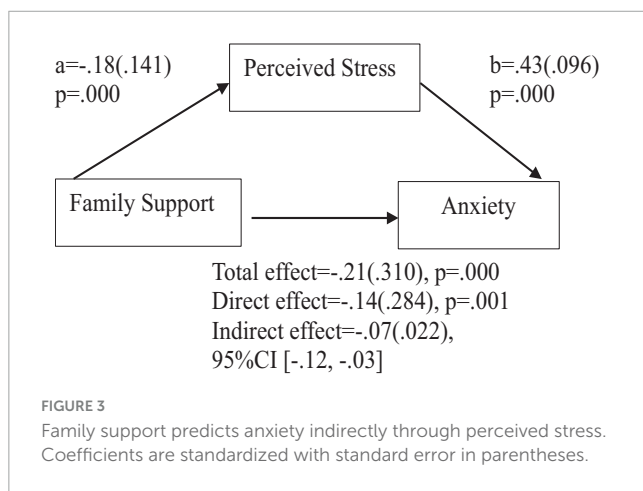 a=-.18(.141)
p=.000
Perceived Stress
b=.43(.096)
p=.000
Family Support
Anxiety
Total effect=-.21(.310), p=.000
Direct effect=-.14(.284), p=.001
Indirect effect=-.07(.022),
95%CI [-.12, -.03]
FIGURE 3
Family support predicts anxiety indirectly through perceived stress.
Coefficients are standardized with standard error in parentheses.